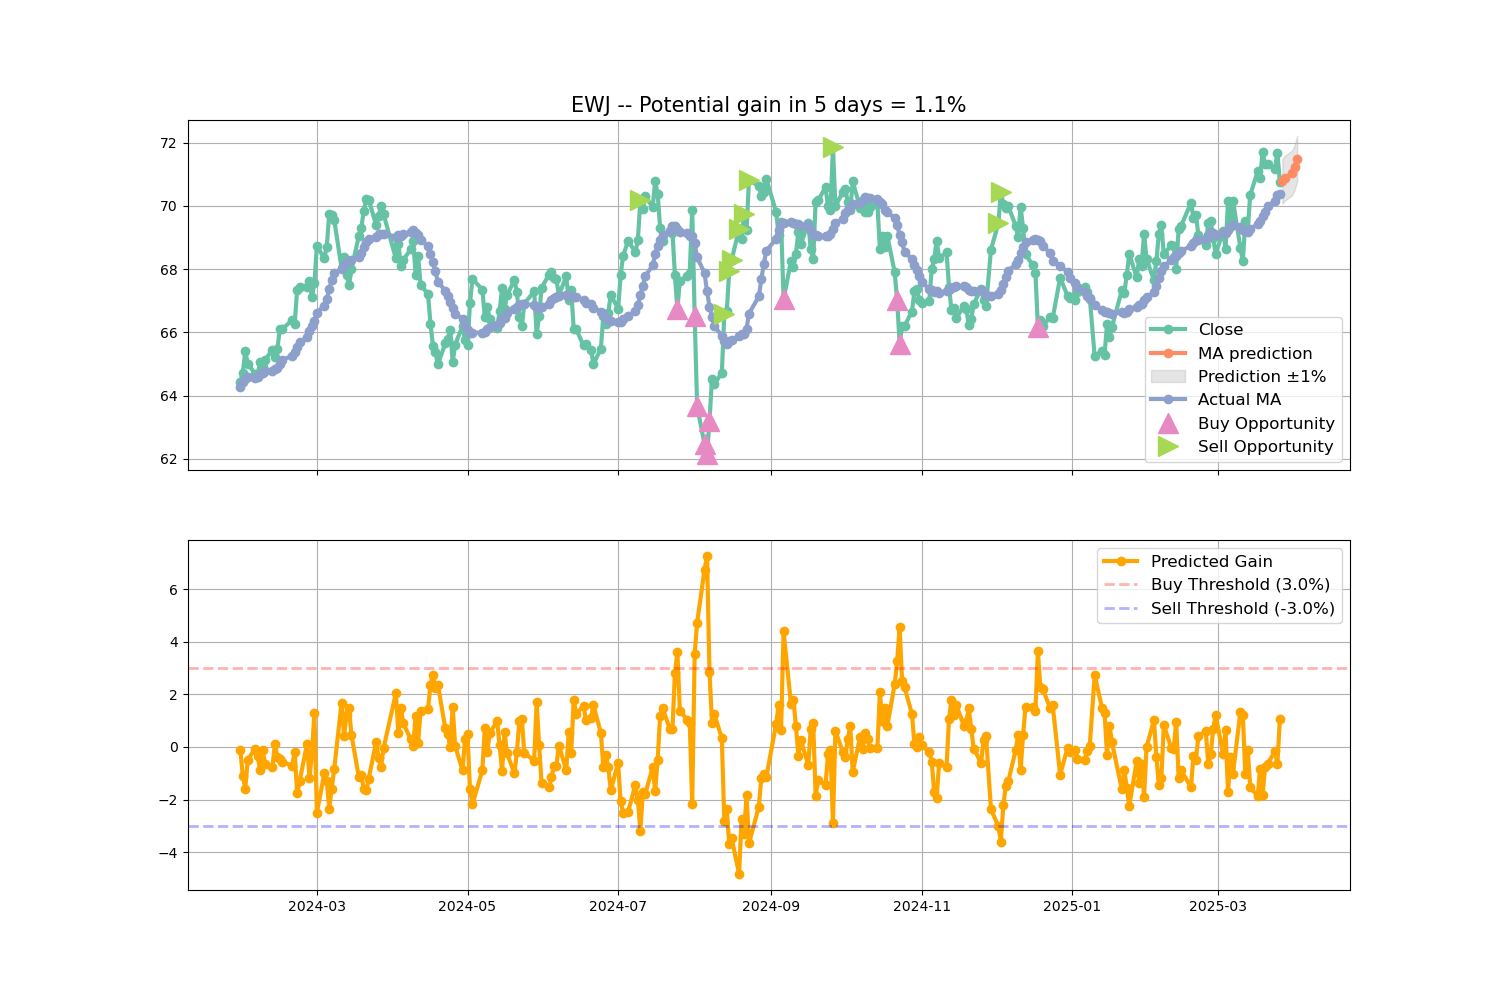 EWJ -- Potential gain in 5 days = 1.1%
72
70
68
66
64
62
Close
MA prediction
Prediction ±1%
Actual MA
Buy Opportunity
Sell Opportunity
6
4
2
0
−2
−4
Predicted Gain
Buy Threshold (3.0%)
Sell Threshold (-3.0%)
2024-03
2024-05
2024-07
2024-09
2024-11
2025-01
2025-03